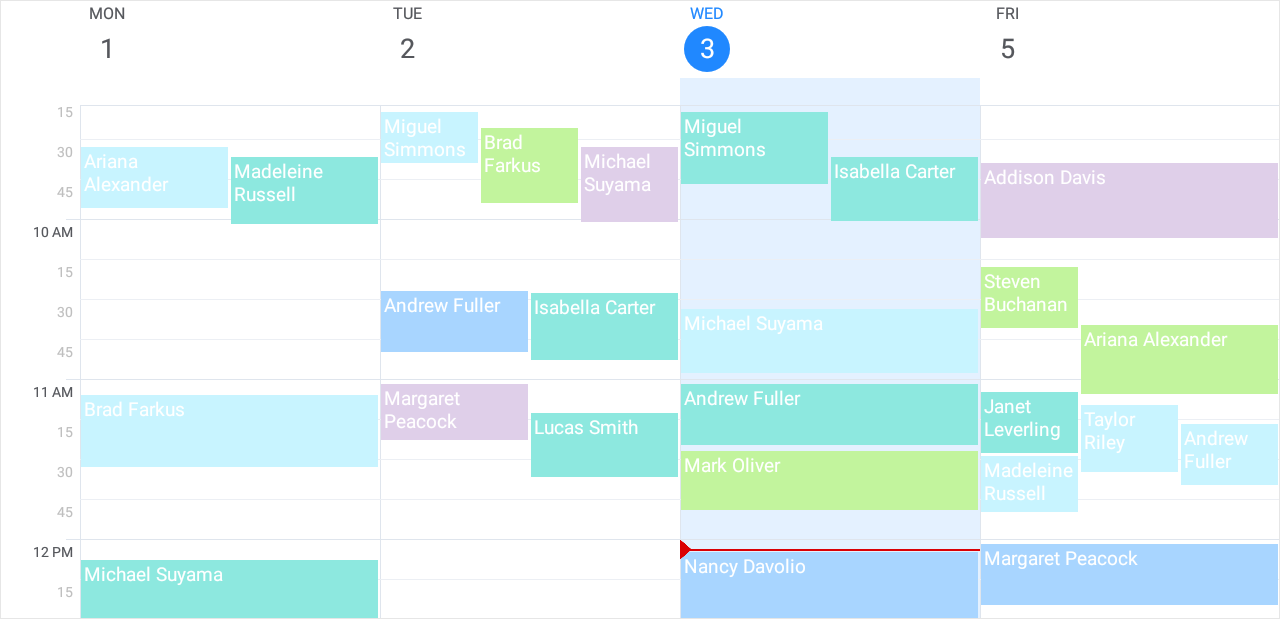 MON
TUE
WED
FRI
1
2
3
5
15
30
45
10 AM
15
30
45
11 AM
15
30
45
12 PM
15
Ariana
Alexander
Madeleine
Russell
Brad Farkus
Michael Suyama
Miguel
Simmons
Brad
Farkus
Michael
Suyama
Andrew Fuller
Isabella Carter
Margaret
Peacock
Lucas Smith
Miguel
Simmons
Isabella Carter
Michael Suyama
Andrew Fuller
Mark Oliver
Nancy Davolio
Addison Davis
Steven
Buchanan
Ariana Alexander
Janet
Leverling
Taylor
Riley
Andrew
Fuller
Madeleine
Russell
Margaret Peacock